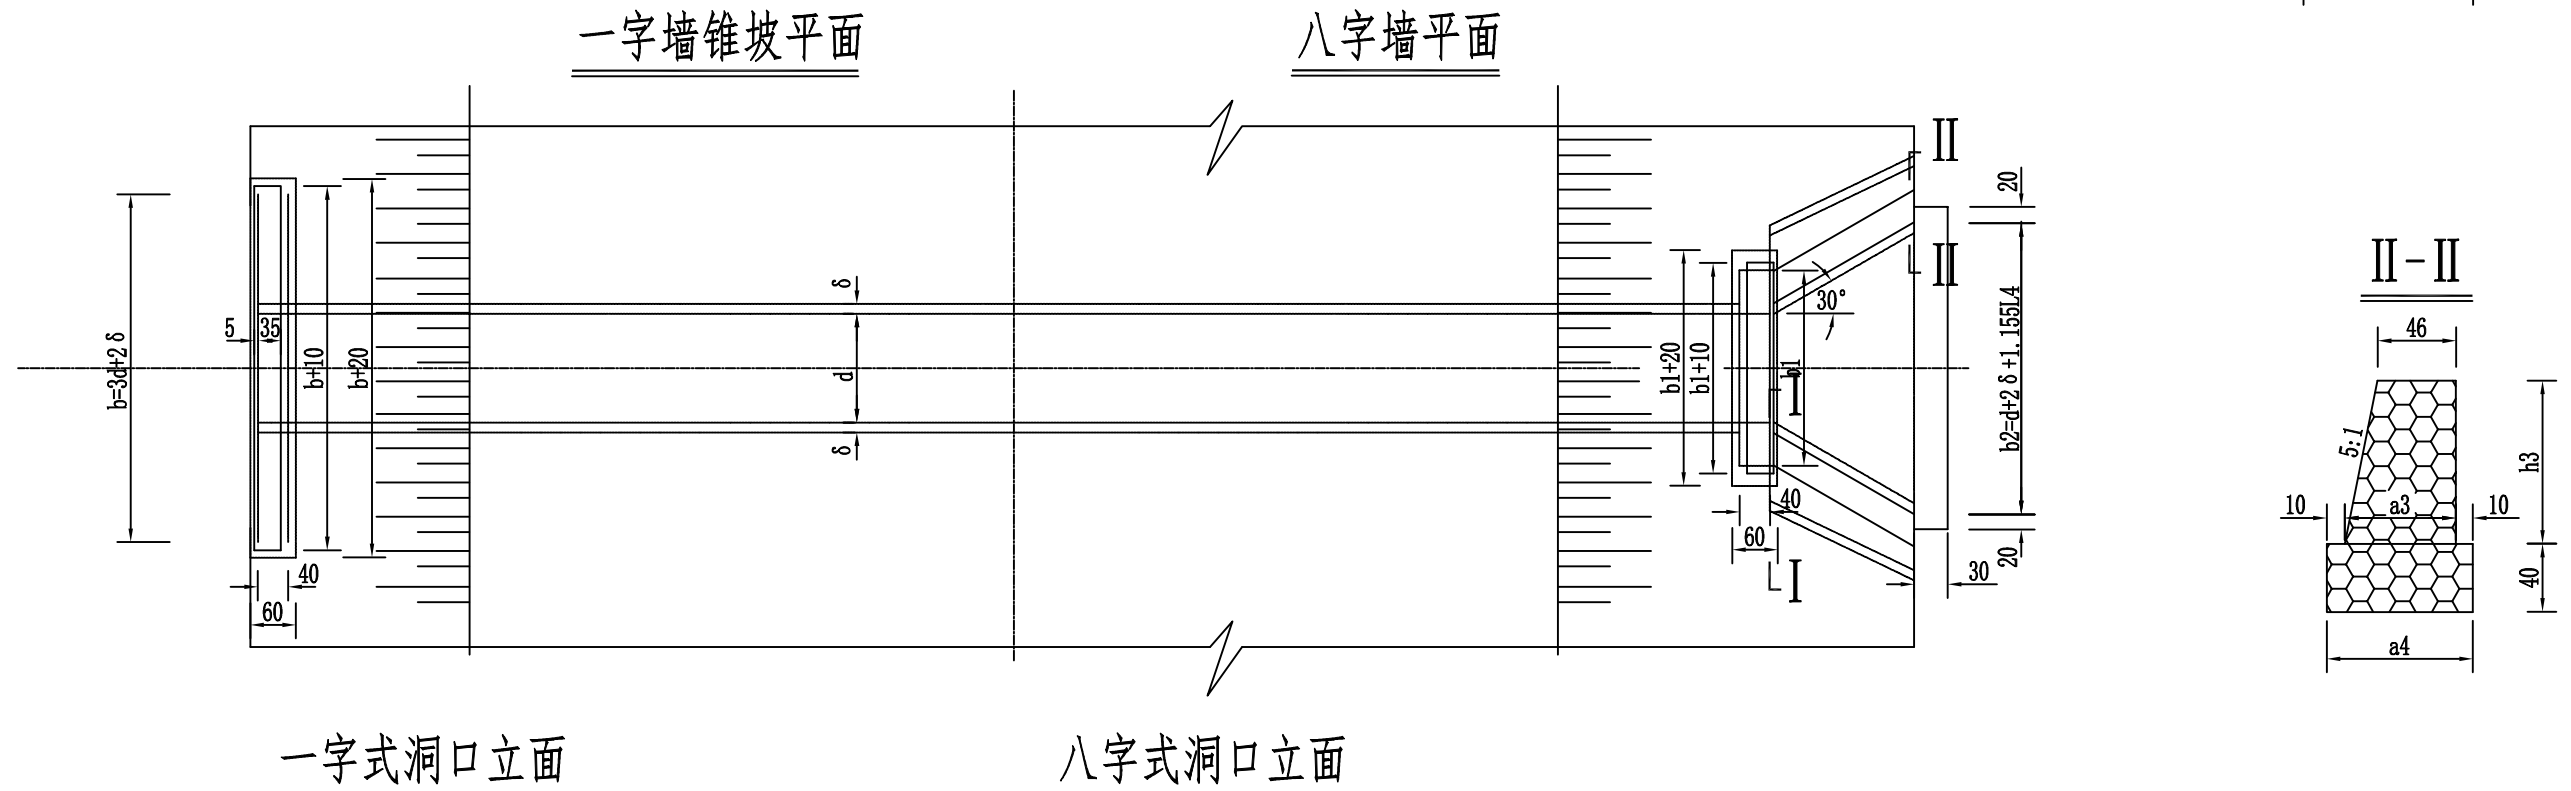 一字墙锥坡平面
八字墙平面
b=3d+2δ
5
35
b+10
b+20
40
60
δ
d
δ
b1+20
b1+10
b1
30°
40
60
I
I
II
II
20
b2=d+2δ+1.155L4
20
30
II-II
46
5:1
h3
10
a3
10
40
a4
一字式洞口立面
八字式洞口立面